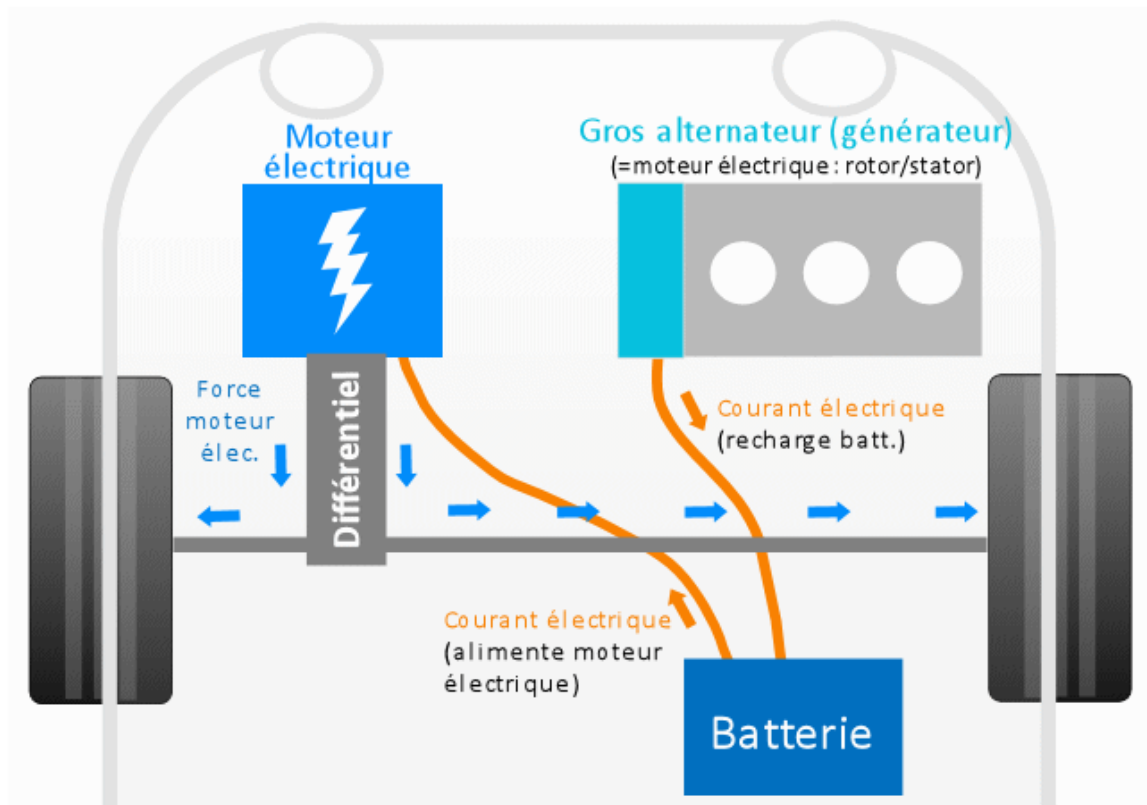 Moteur
électrique
Gros alternateur (générateur)
(=moteur électrique : rotor/stator)
Force
moteur
élec.
Différentiel
Courant électrique
(recharge batt.)
Courant électrique
(alimente moteur
électrique)
Batterie